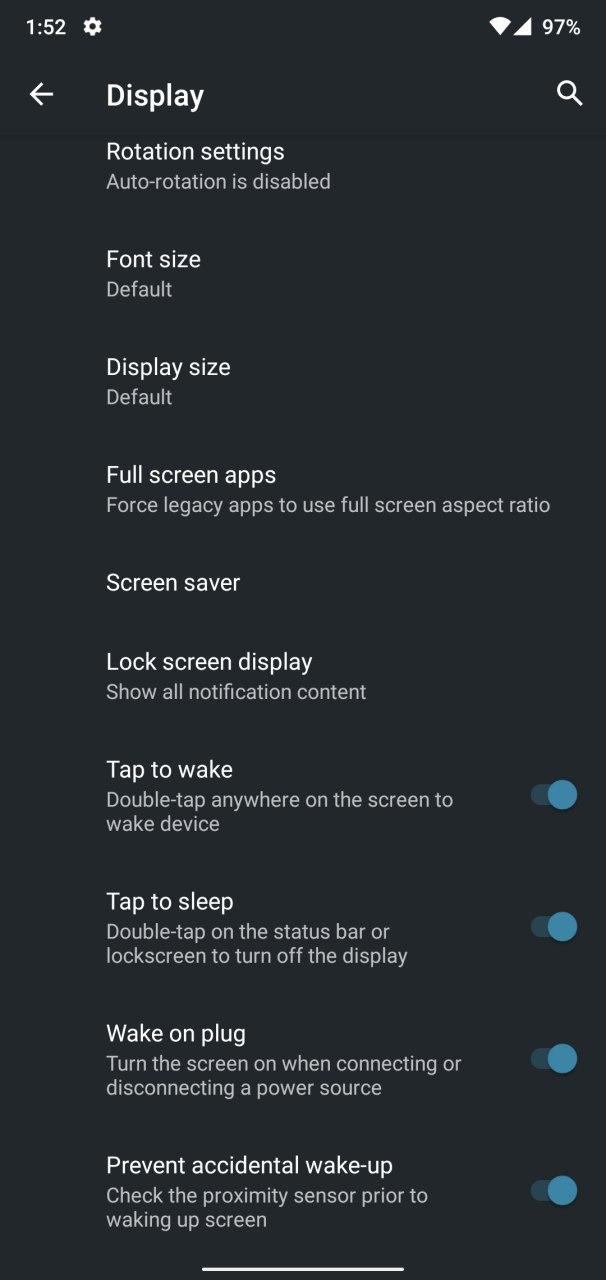 1:52
97%
Display
Rotation settings
Auto-rotation is disabled
Font size
Default
Display size
Default
Full screen apps
Force legacy apps to use full screen aspect ratio
Screen saver
Lock screen display
Show all notification content
Tap to wake
Double-tap anywhere on the screen to
wake device
Tap to sleep
Double-tap on the status bar or
lockscreen to turn off the display
Wake on plug
Turn the screen on when connecting or
disconnecting a power source
Prevent accidental wake-up
Check the proximity sensor prior to
waking up screen